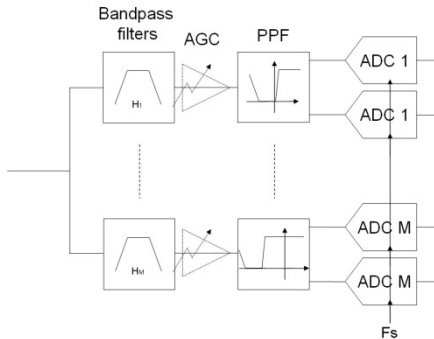 Bandpass
filters
AGC
PPF
H1
ADC 1
ADC 1
HM
ADC M
ADC M
Fs